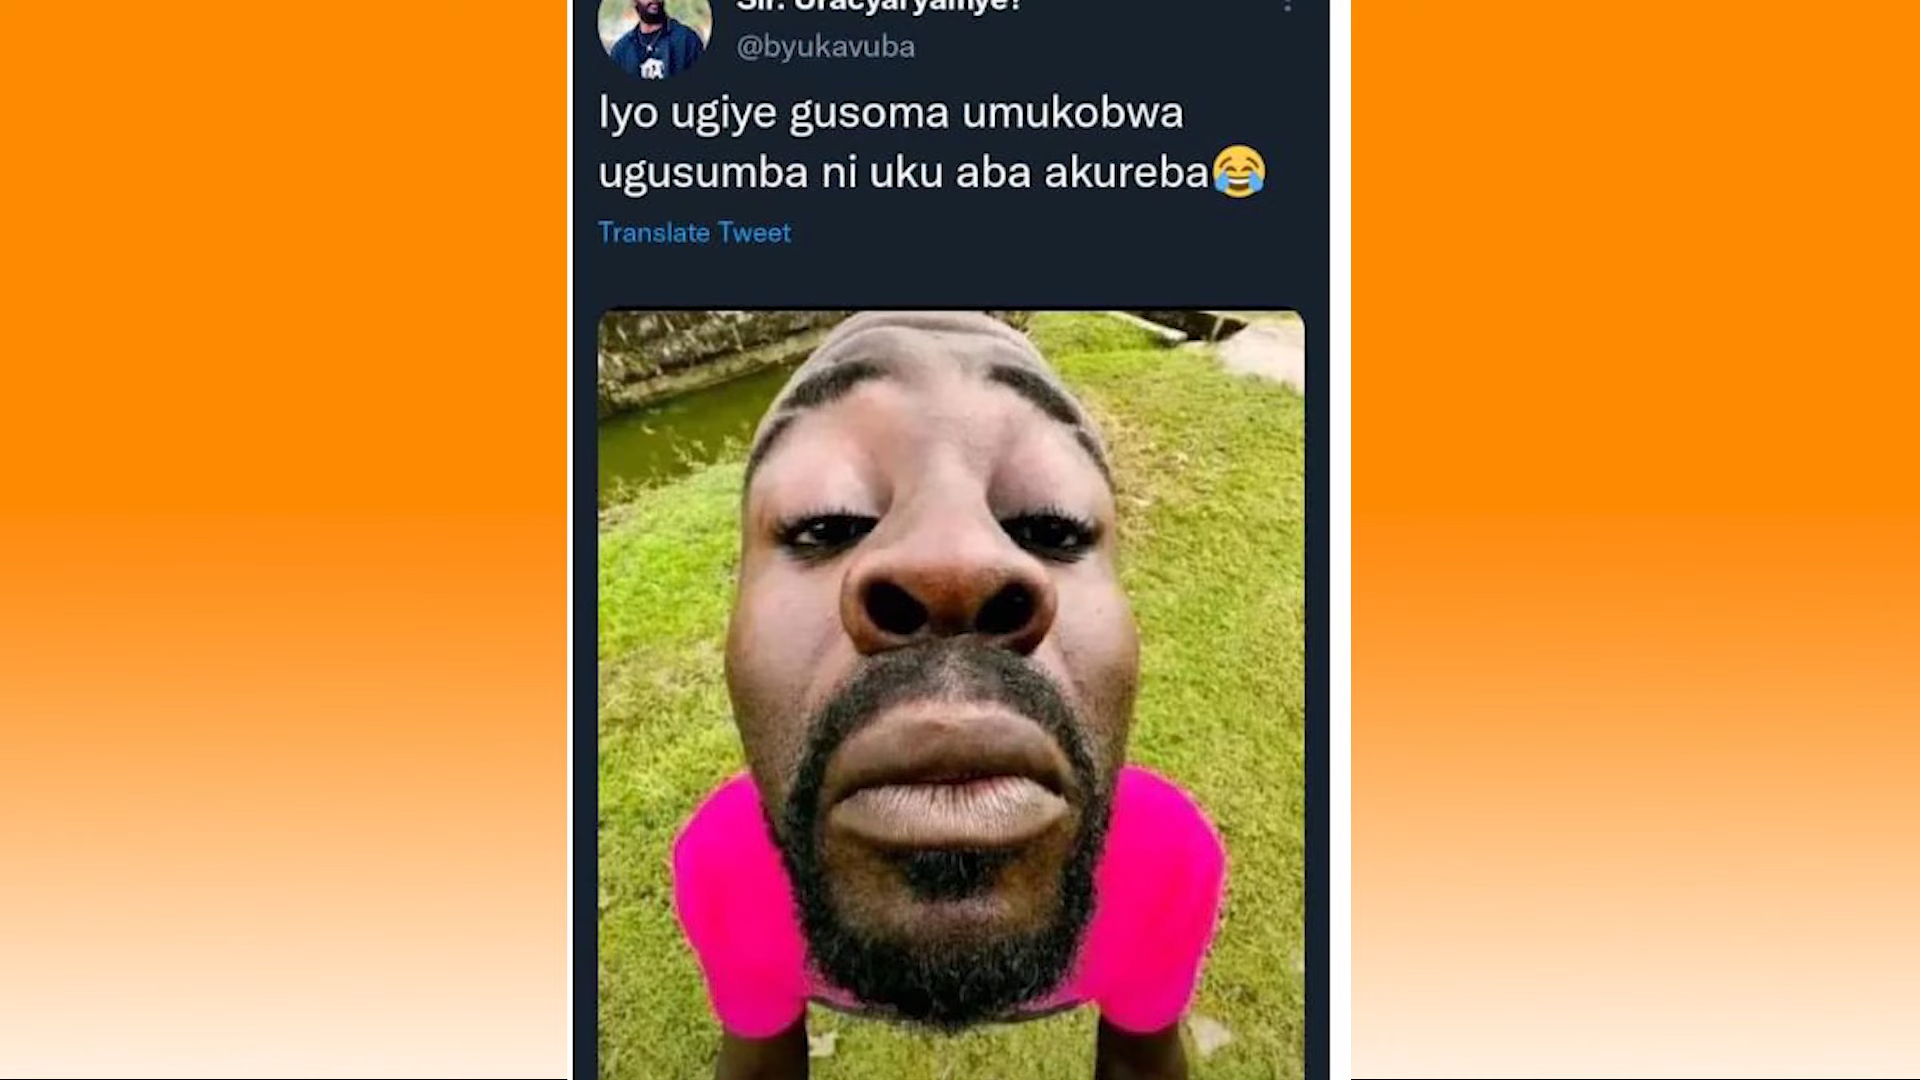 @byukavuba
Iyo ugiye gusoma umukobwa
ugusumba ni uku aba akureba😂
Translate Tweet